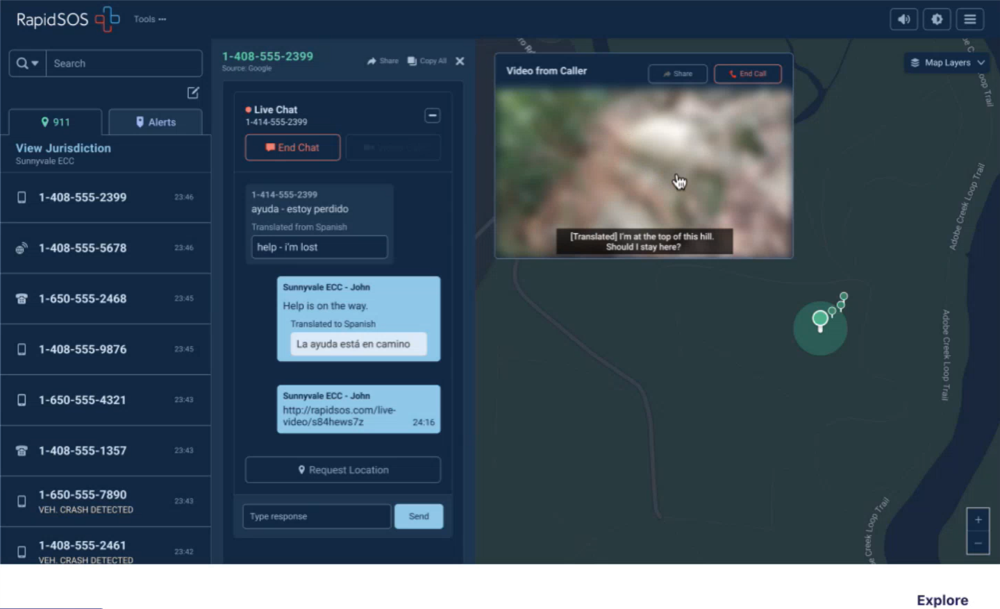 RapidSOS
Tools ···
Search
911
Alerts
View Jurisdiction
Sunnyvale ECC
1-408-555-2399
23:46
1-408-555-5678
23:46
1-650-555-2468
23:45
1-408-555-9876
23:45
1-650-555-4321
23:43
1-408-555-1357
23:43
1-650-555-7890
VEH. CRASH DETECTED
23:43
1-408-555-2461
VEH. CRASH DETECTED
23:42
1-408-555-2399
Source: Google
Share
Copy All
Live Chat
1-414-555-2399
End Chat
1-414-555-2399
ayuda - estoy perdido
Translated from Spanish
help - i'm lost
Sunnyvale ECC - John
Help is on the way.
Translated to Spanish
La ayuda está en camino
Sunnyvale ECC - John
http://rapidsos.com/live-
video/s84hews7z
24:16
Request Location
Type response
Send
Video from Caller
Share
End Call
[Translated] I'm at the top of this hill.
Should I stay here?
Map Layers
Loop Trail
Adobe Creek Loop Trail
Adobe Creek Loop Trail
Creek Loop Trail
+
−
Explore